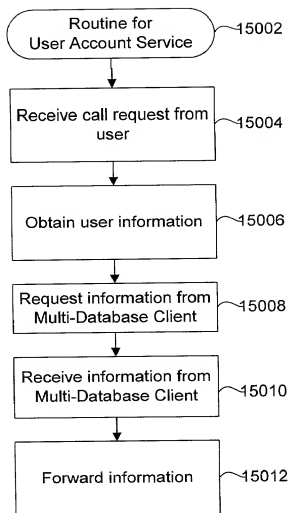 Routine for
User Account Service
15002
Receive call request from
user
15004
Obtain user information
15006
Request information from
Multi-Database Client
15008
Receive information from
Multi-Database Client
15010
Forward information
15012